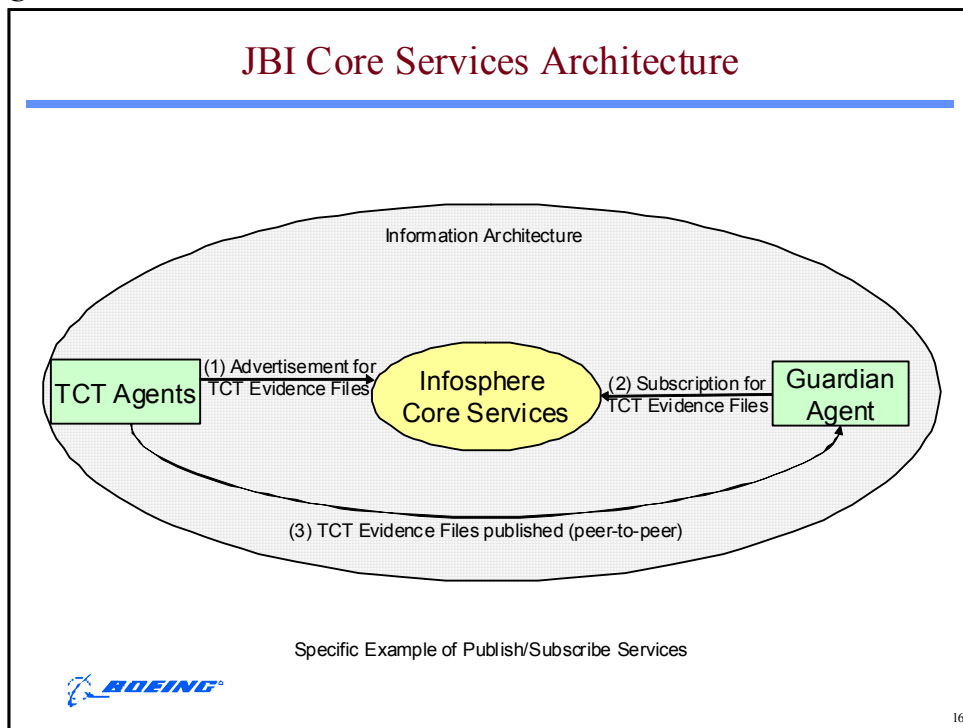 JBI Core Services Architecture
Information Architecture
TCT Agents
(1) Advertisement for
TCT Evidence Files
Infosphere
Core Services
(2) Subscription for
TCT Evidence Files
Guardian
Agent
(3) TCT Evidence Files published (peer-to-peer)
Specific Example of Publish/Subscribe Services
BOEING
16